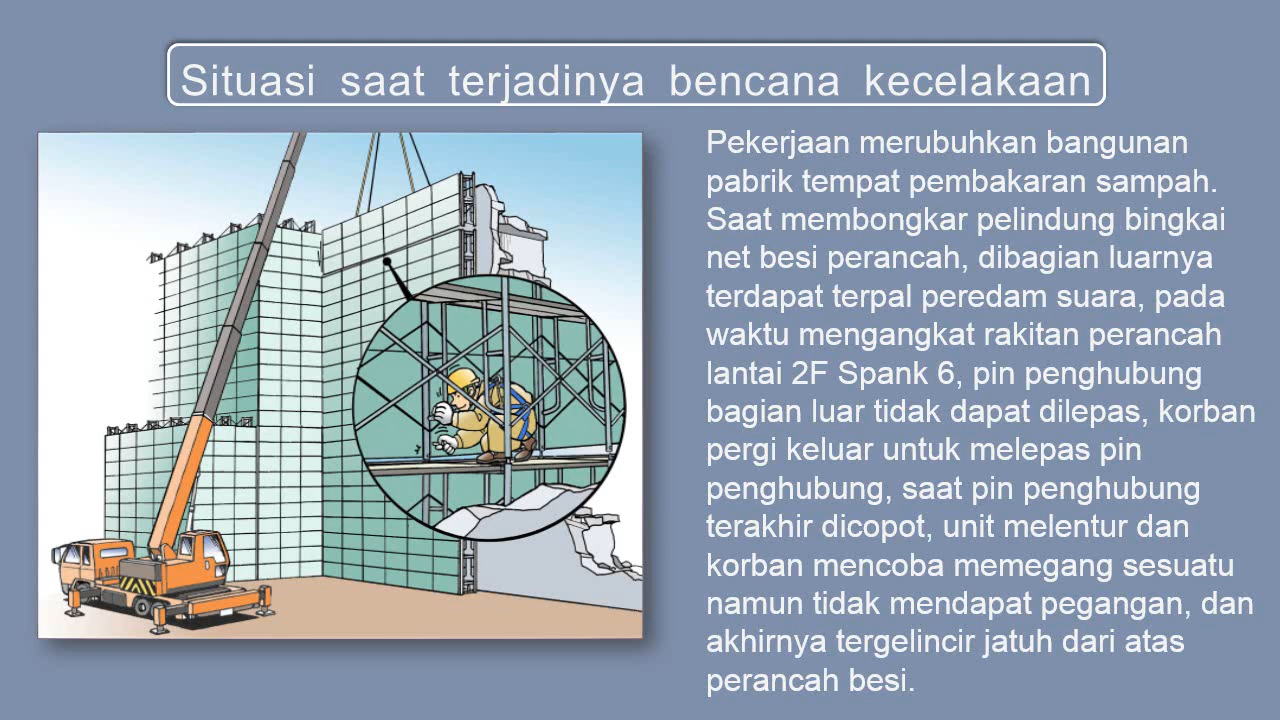 Situasi saat terjadinya bencana kecelakaan
Pekerjaan merubuhkan bangunan
pabrik tempat pembakaran sampah.
Saat membongkar pelindung bingkai
net besi perancah, dibagian luarnya
terdapat terpal peredam suara, pada
waktu mengangkat rakitan perancah
lantai 2F Spank 6, pin penghubung
bagian luar tidak dapat dilepas, korban
pergi keluar untuk melepas pin
penghubung, saat pin penghubung
terakhir dicopot, unit melentur dan
korban mencoba memegang sesuatu
namun tidak mendapat pegangan, dan
akhirnya tergelincir jatuh dari atas
perancah besi.